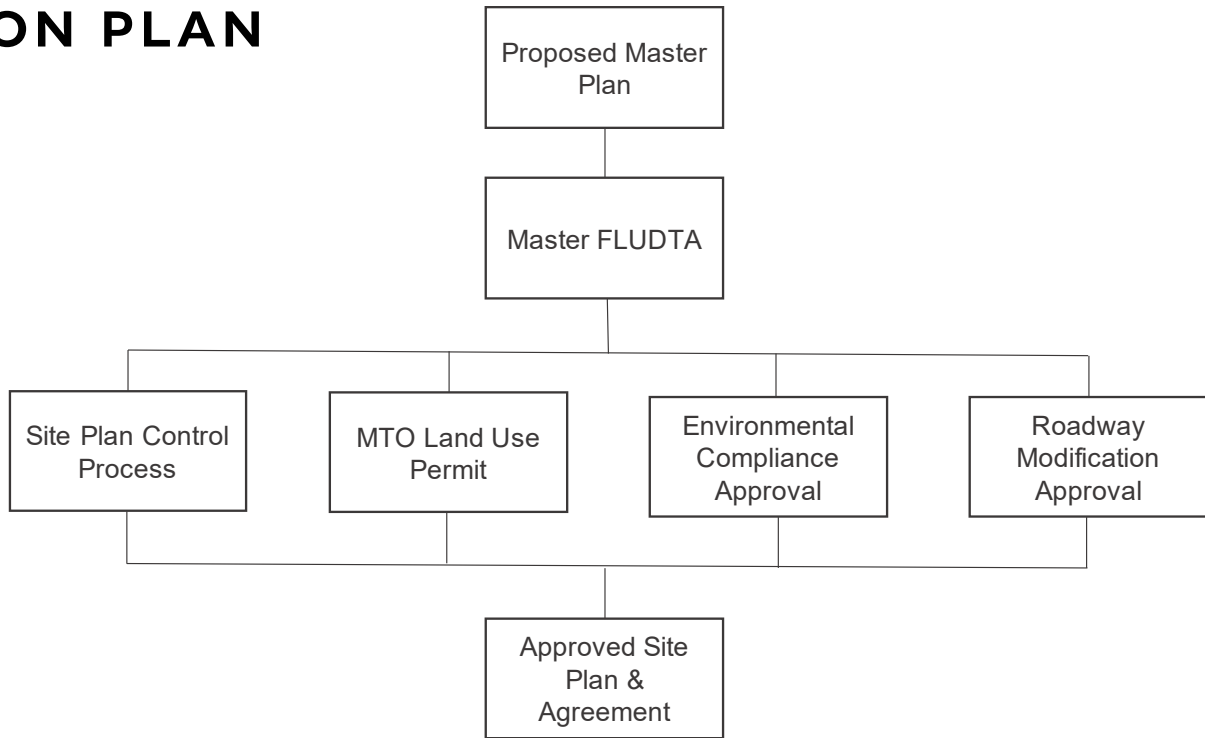 ON PLAN
Proposed Master
Plan
Master FLUDTA
Site Plan Control
Process
MTO Land Use
Permit
Environmental
Compliance
Approval
Roadway
Modification
Approval
Approved Site
Plan &
Agreement